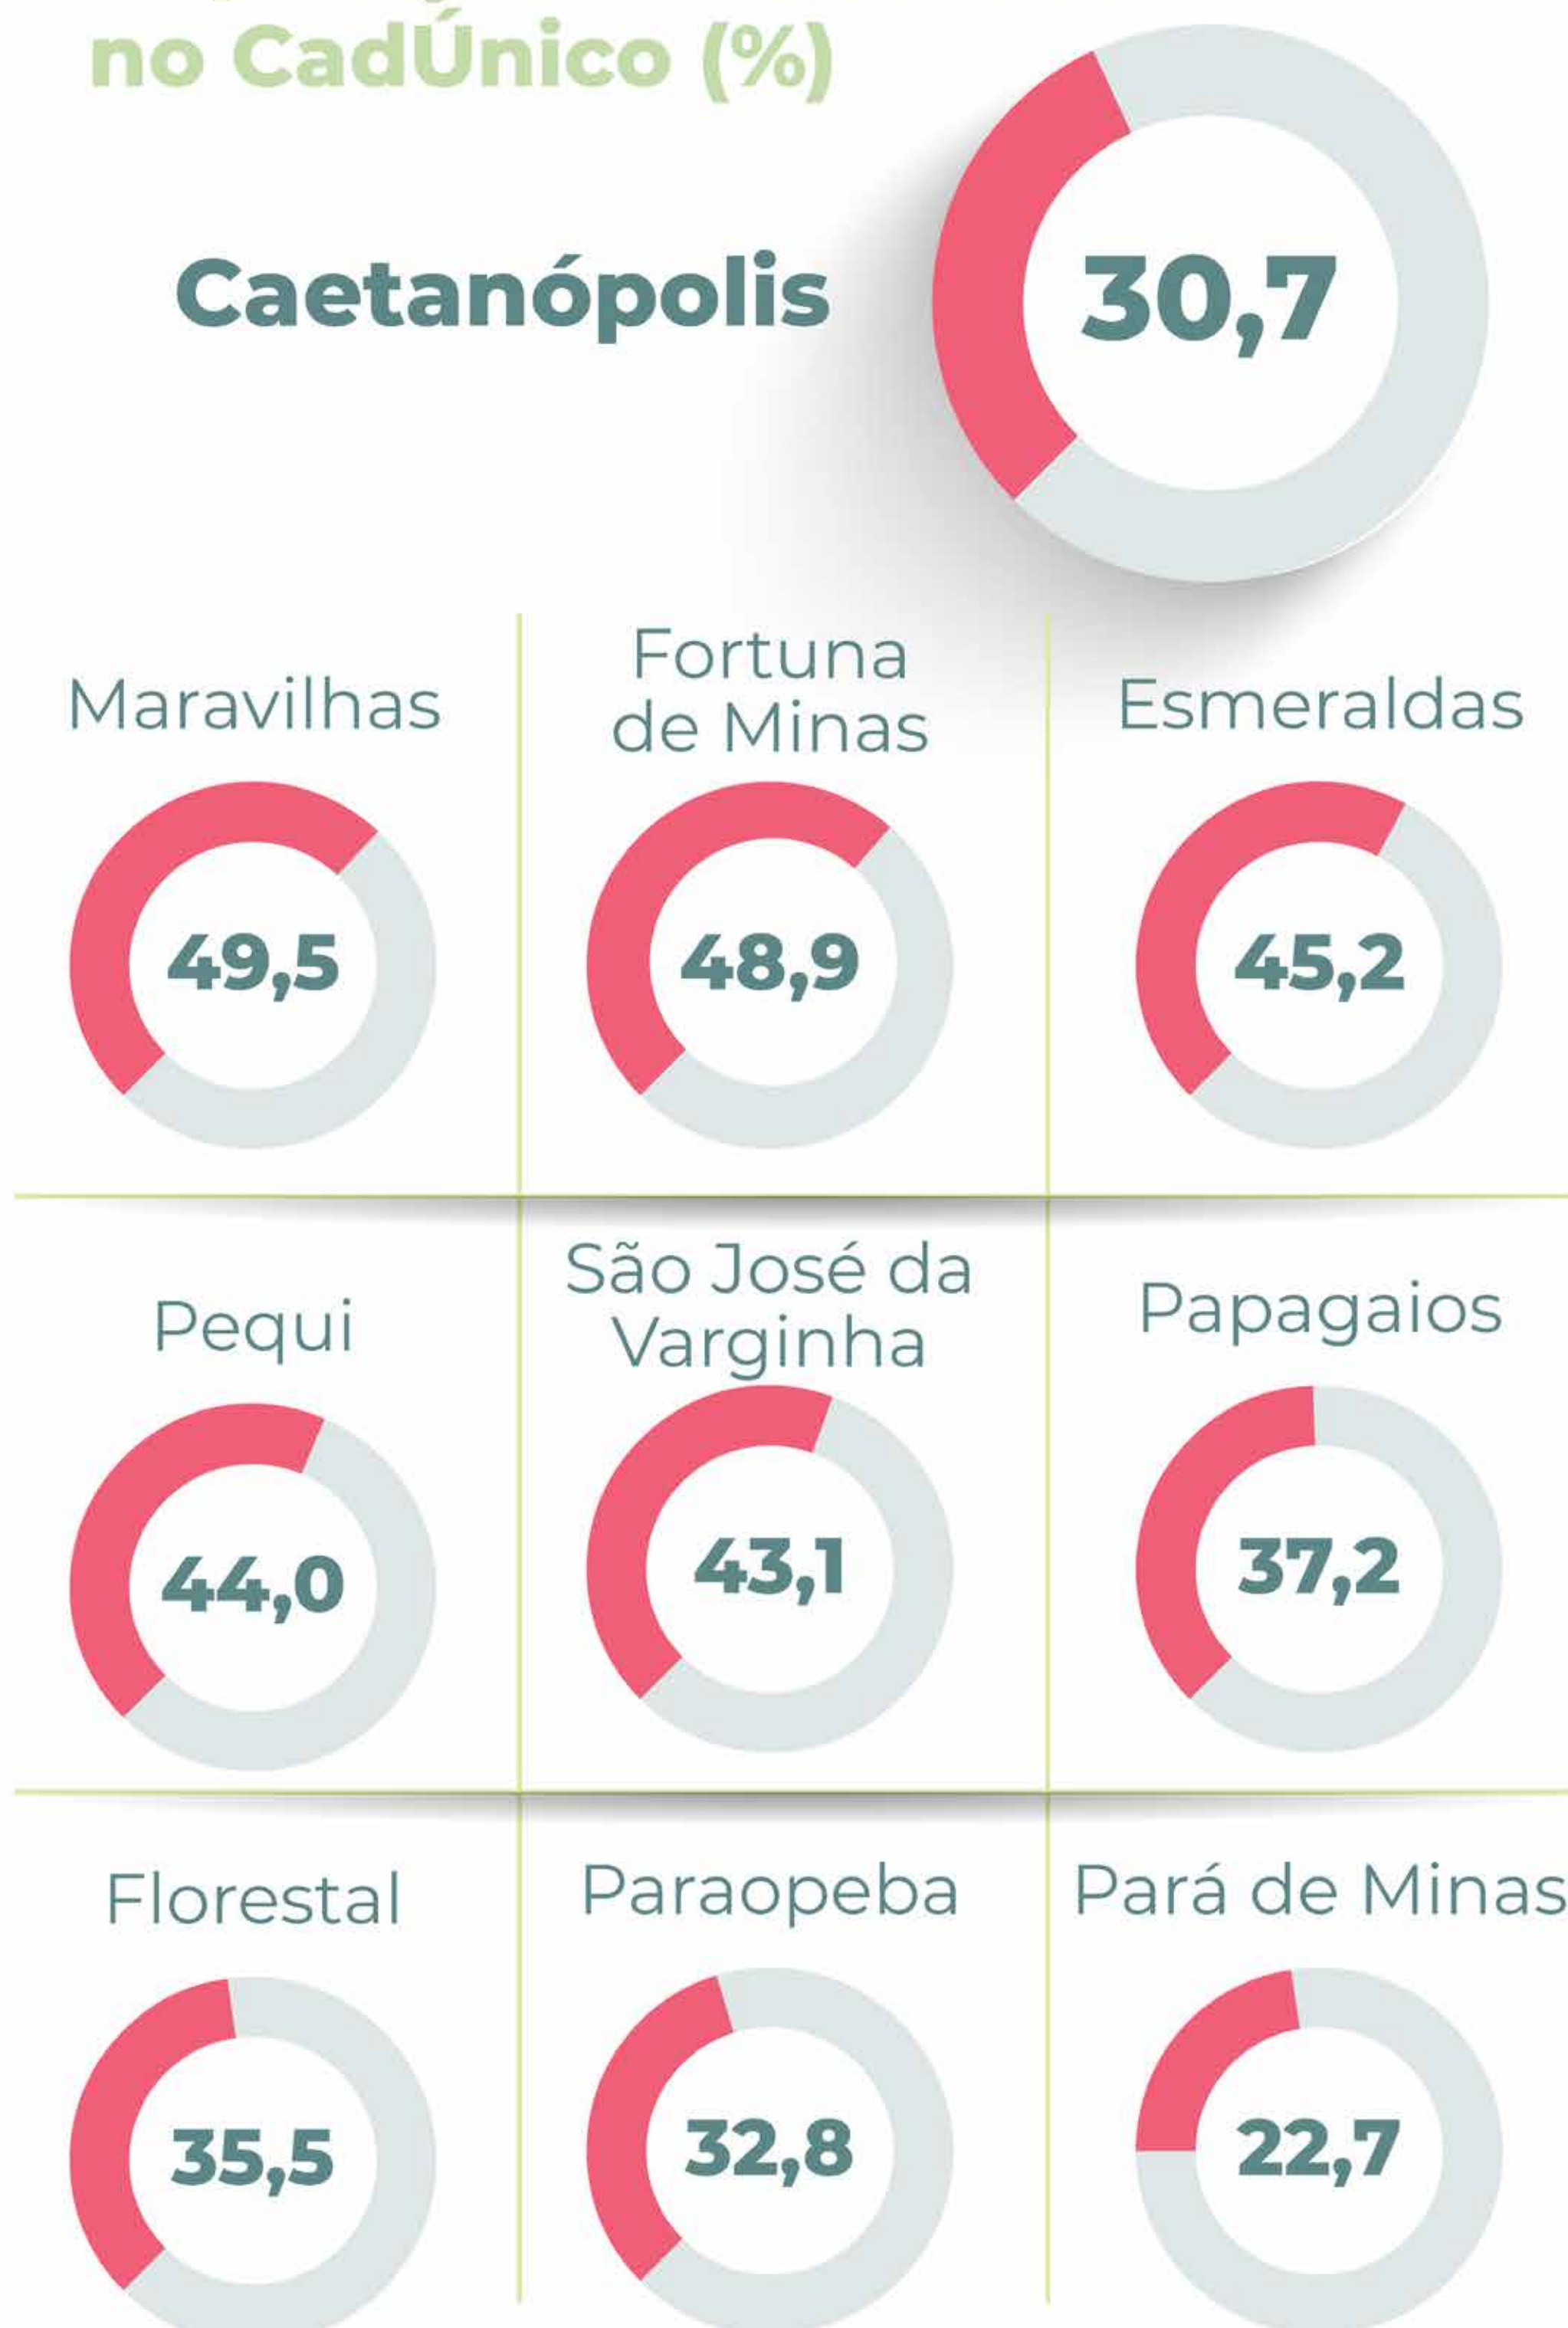 no CadÚnico (%)
Caetanópolis
30,7
Maravilhas
Fortuna
de Minas
Esmeraldas
49,5
48,9
45,2
Pequi
São José da
Varginha
Papagaios
44,0
43,1
37,2
Florestal
Paraopeba
Pará de Minas
35,5
32,8
22,7